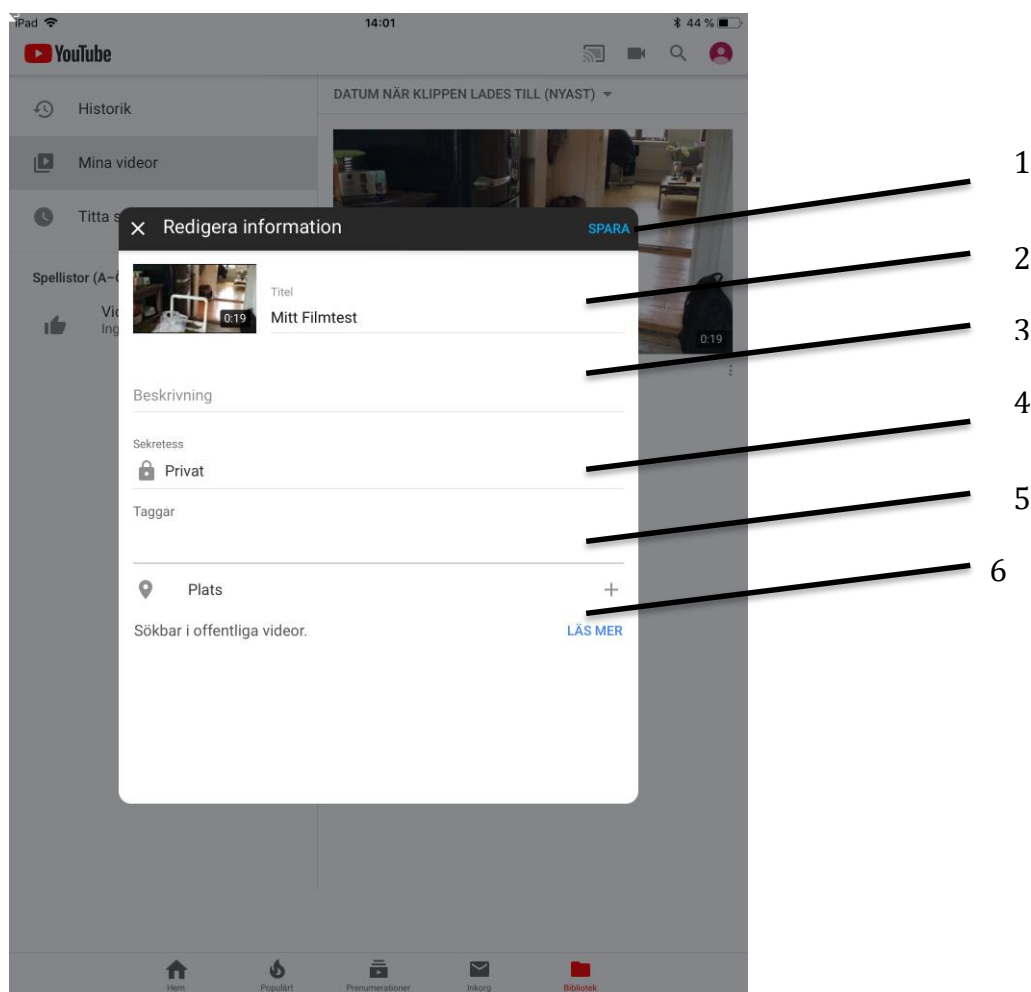 iPad 14:01 44 %
YouTube
Historik
DATUM NÄR KLIPPEN LADES TILL (NYAST)
Mina videor
Titta s
Spellistor (A–Ö
Vid
Ing
0:19
Redigera information SPARA
0:19
Titel
Mitt Filmtest
Beskrivning
Sekretess
Privat
Taggar
Plats +
Sökbar i offentliga videor. LÄS MER
Hem Populärt Prenumerationer Inkorg Bibliotek
1
2
3
4
5
6